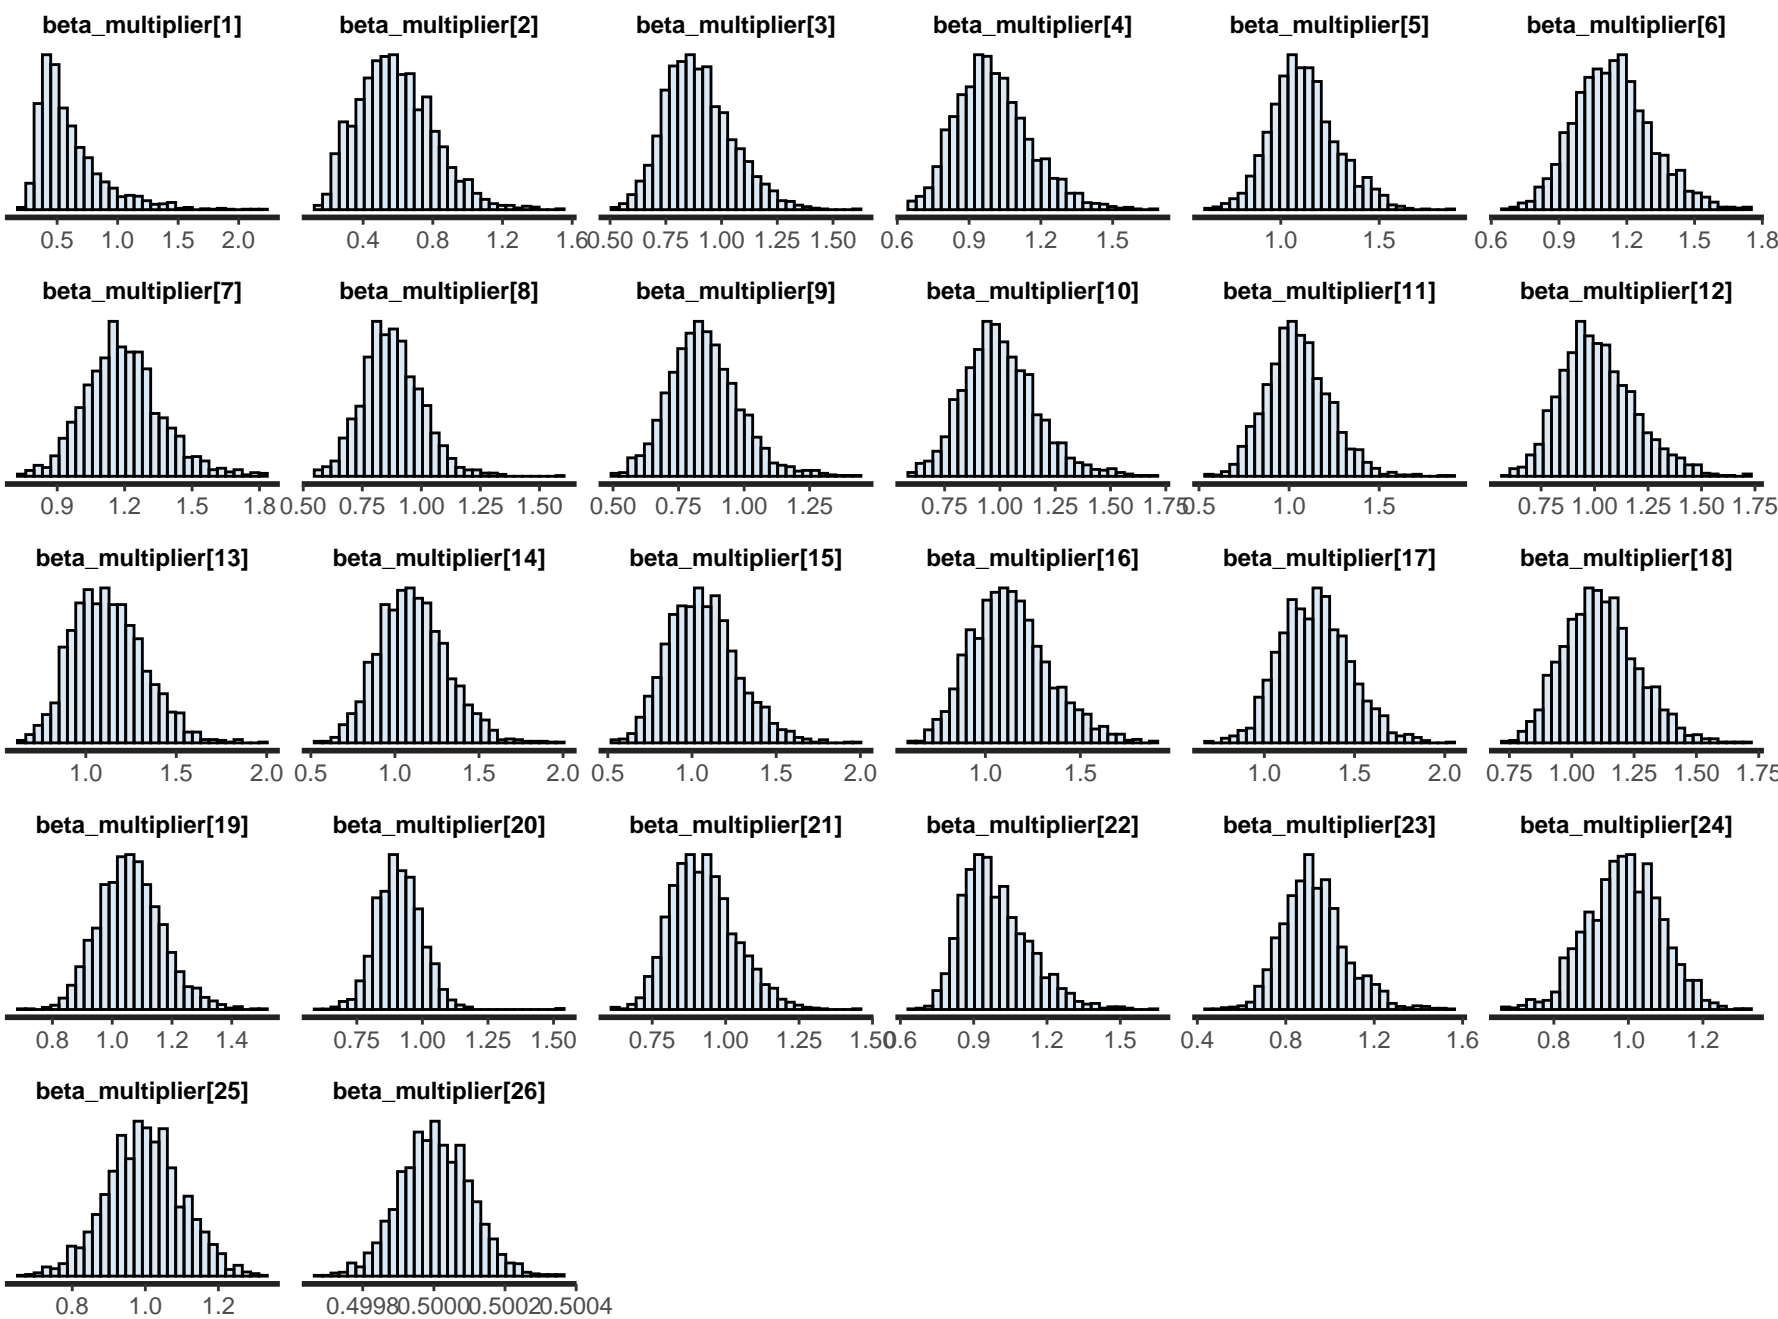 beta_multiplier[1] beta_multiplier[2] beta_multiplier[3] beta_multiplier[4] beta_multiplier[5] beta_multiplier[6]
0.5 1.0 1.5 2.0 0.4 0.8 1.2 1.6 0.50 0.75 1.00 1.25 1.50 0.6 0.9 1.2 1.5 1.0 1.5 0.6 0.9 1.2 1.5 1.8
beta_multiplier[7] beta_multiplier[8] beta_multiplier[9] beta_multiplier[10] beta_multiplier[11] beta_multiplier[12]
0.9 1.2 1.5 1.8 0.50 0.75 1.00 1.25 1.50 0.50 0.75 1.00 1.25 0.75 1.00 1.25 1.50 1.75 0.5 1.0 1.5 0.75 1.00 1.25 1.50 1.75
beta_multiplier[13] beta_multiplier[14] beta_multiplier[15] beta_multiplier[16] beta_multiplier[17] beta_multiplier[18]
1.0 1.5 2.0 0.5 1.0 1.5 2.0 0.5 1.0 1.5 2.0 1.0 1.5 1.0 1.5 2.0 0.75 1.00 1.25 1.50 1.75
beta_multiplier[19] beta_multiplier[20] beta_multiplier[21] beta_multiplier[22] beta_multiplier[23] beta_multiplier[24]
0.8 1.0 1.2 1.4 0.75 1.00 1.25 1.50 0.75 1.00 1.25 1.50 0.6 0.9 1.2 1.5 0.4 0.8 1.2 1.6 0.8 1.0 1.2
beta_multiplier[25] beta_multiplier[26]
0.8 1.0 1.2 0.4998 0.5000 0.5002 0.5004